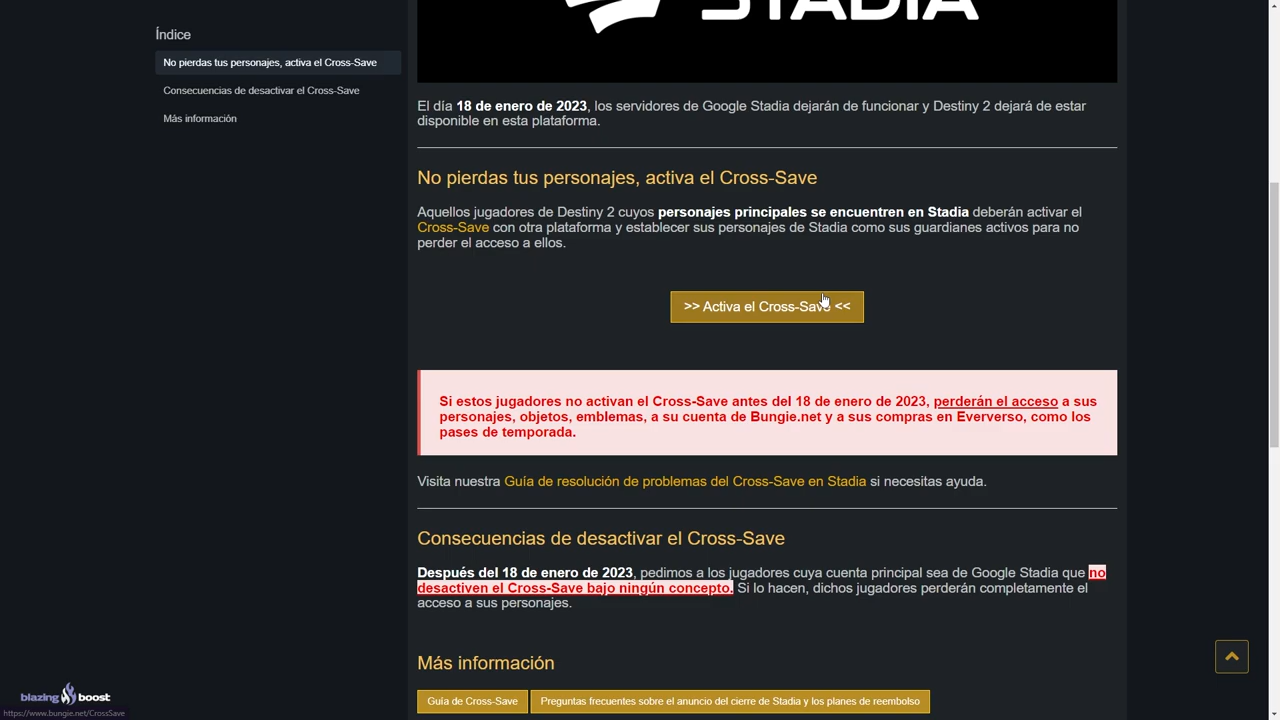 STADIA
Índice
No pierdas tus personajes, activa el Cross-Save
Consecuencias de desactivar el Cross-Save
Más información
El día 18 de enero de 2023, los servidores de Google Stadia dejarán de funcionar y Destiny 2 dejará de estar
disponible en esta plataforma.
No pierdas tus personajes, activa el Cross-Save
Aquellos jugadores de Destiny 2 cuyos personajes principales se encuentren en Stadia deberán activar el
Cross-Save con otra plataforma y establecer sus personajes de Stadia como sus guardianes activos para no
perder el acceso a ellos.
>> Activa el Cross-Save <<
Si estos jugadores no activan el Cross-Save antes del 18 de enero de 2023, perderán el acceso a sus
personajes, objetos, emblemas, a su cuenta de Bungie.net y a sus compras en Eververso, como los
pases de temporada.
Visita nuestra Guía de resolución de problemas del Cross-Save en Stadia si necesitas ayuda.
Consecuencias de desactivar el Cross-Save
Después del 18 de enero de 2023, pedimos a los jugadores cuya cuenta principal sea de Google Stadia que no
desactiven el Cross-Save bajo ningún concepto. Si lo hacen, dichos jugadores perderán completamente el
acceso a sus personajes.
Más información
Guía de Cross-Save Preguntas frecuentes sobre el anuncio del cierre de Stadia y los planes de reembolso
blazing boost
https://www.bungie.net/CrossSave